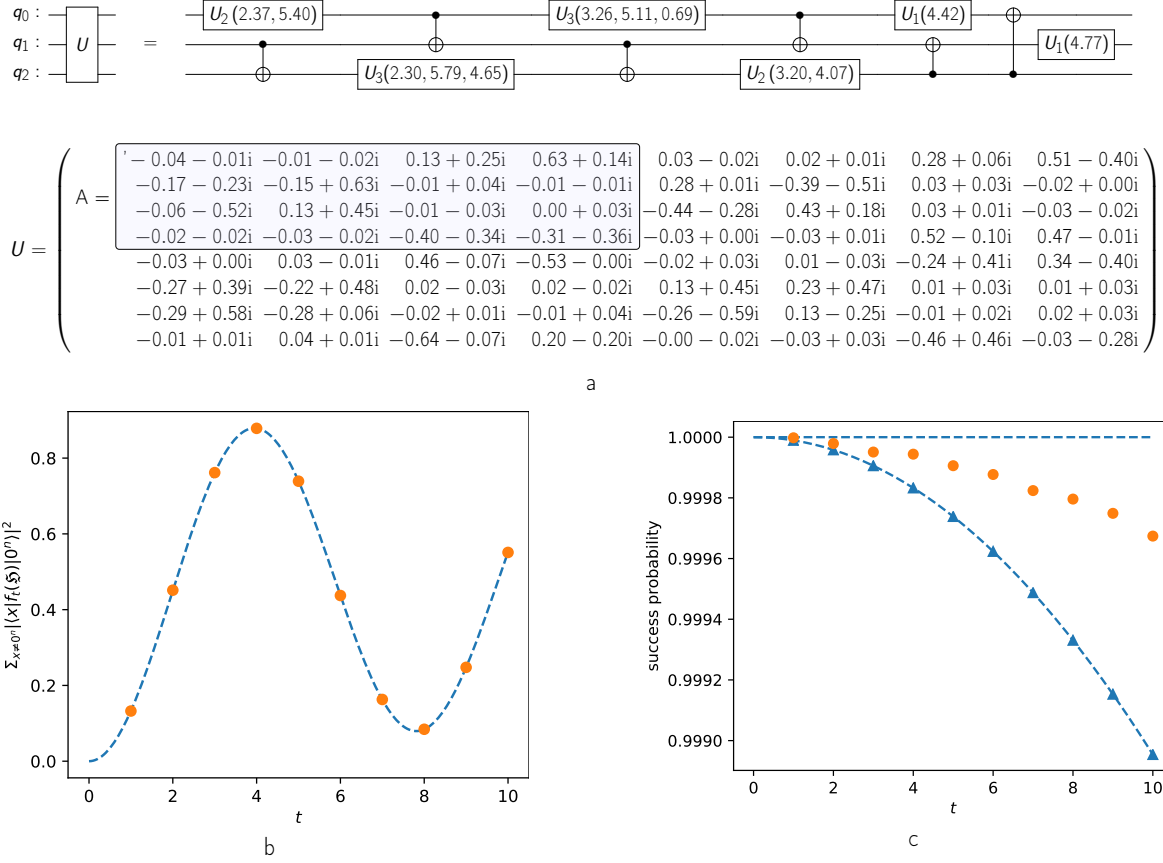 q₀ : U₂(2.37, 5.40) U₃(3.26, 5.11, 0.69) U₁(4.42)
q₁ : U = U₁(4.77)
q₂ : U₃(2.30, 5.79, 4.65) U₂(3.20, 4.07)
'− 0.04 − 0.01i −0.01 − 0.02i 0.13 + 0.25i 0.63 + 0.14i 0.03 − 0.02i 0.02 + 0.01i 0.28 + 0.06i 0.51 − 0.40i
A = −0.17 − 0.23i −0.15 + 0.63i −0.01 + 0.04i −0.01 − 0.01i 0.28 + 0.01i −0.39 − 0.51i 0.03 + 0.03i −0.02 + 0.00i
−0.06 − 0.52i 0.13 + 0.45i −0.01 − 0.03i 0.00 + 0.03i −0.44 − 0.28i 0.43 + 0.18i 0.03 + 0.01i −0.03 − 0.02i
−0.02 − 0.02i −0.03 − 0.02i −0.40 − 0.34i −0.31 − 0.36i −0.03 + 0.00i −0.03 + 0.01i 0.52 − 0.10i 0.47 − 0.01i
U = −0.03 + 0.00i 0.03 − 0.01i 0.46 − 0.07i −0.53 − 0.00i −0.02 + 0.03i 0.01 − 0.03i −0.24 + 0.41i 0.34 − 0.40i
−0.27 + 0.39i −0.22 + 0.48i 0.02 − 0.03i 0.02 − 0.02i 0.13 + 0.45i 0.23 + 0.47i 0.01 + 0.03i 0.01 + 0.03i
−0.29 + 0.58i −0.28 + 0.06i −0.02 + 0.01i −0.01 + 0.04i −0.26 − 0.59i 0.13 − 0.25i −0.01 + 0.02i 0.02 + 0.03i
−0.01 + 0.01i 0.04 + 0.01i −0.64 − 0.07i 0.20 − 0.20i −0.00 − 0.02i −0.03 + 0.03i −0.46 + 0.46i −0.03 − 0.28i
a
Σₓ≠₀ⁿ|⟨x|fₜ(ℌ)|0ⁿ⟩|²
0.8
0.6
0.4
0.2
0.0
0 2 4 6 8 10
t
b
success probability
1.0000
0.9998
0.9996
0.9994
0.9992
0.9990
0 2 4 6 8 10
t
c